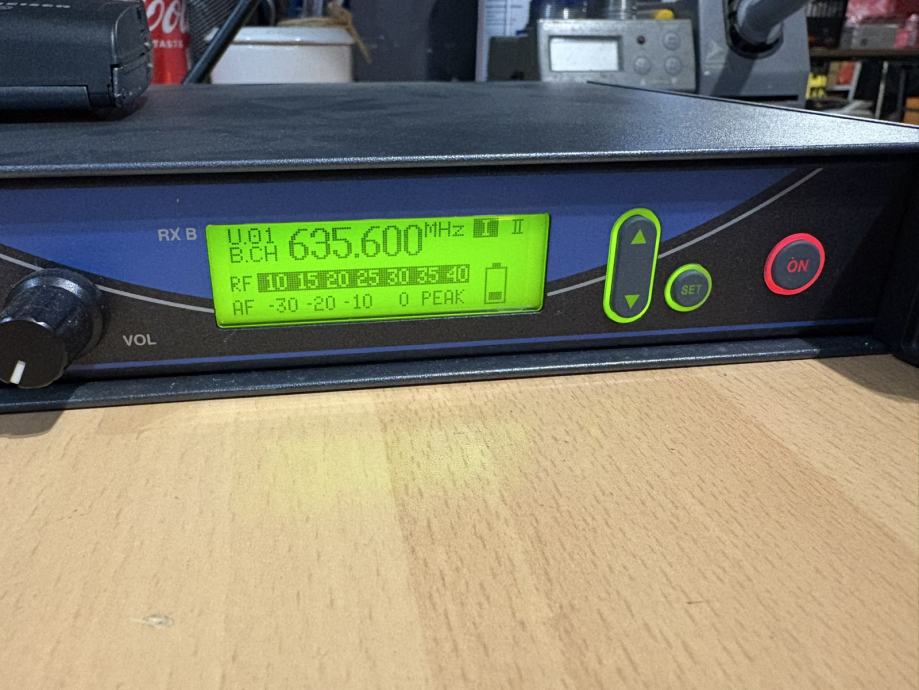 TASTE
RX B
U.01 635.600 MHz I II
B.CH
RF 10 15 20 25 30 35 40
AF -30 -20 -10 0 PEAK
SET
ON
VOL